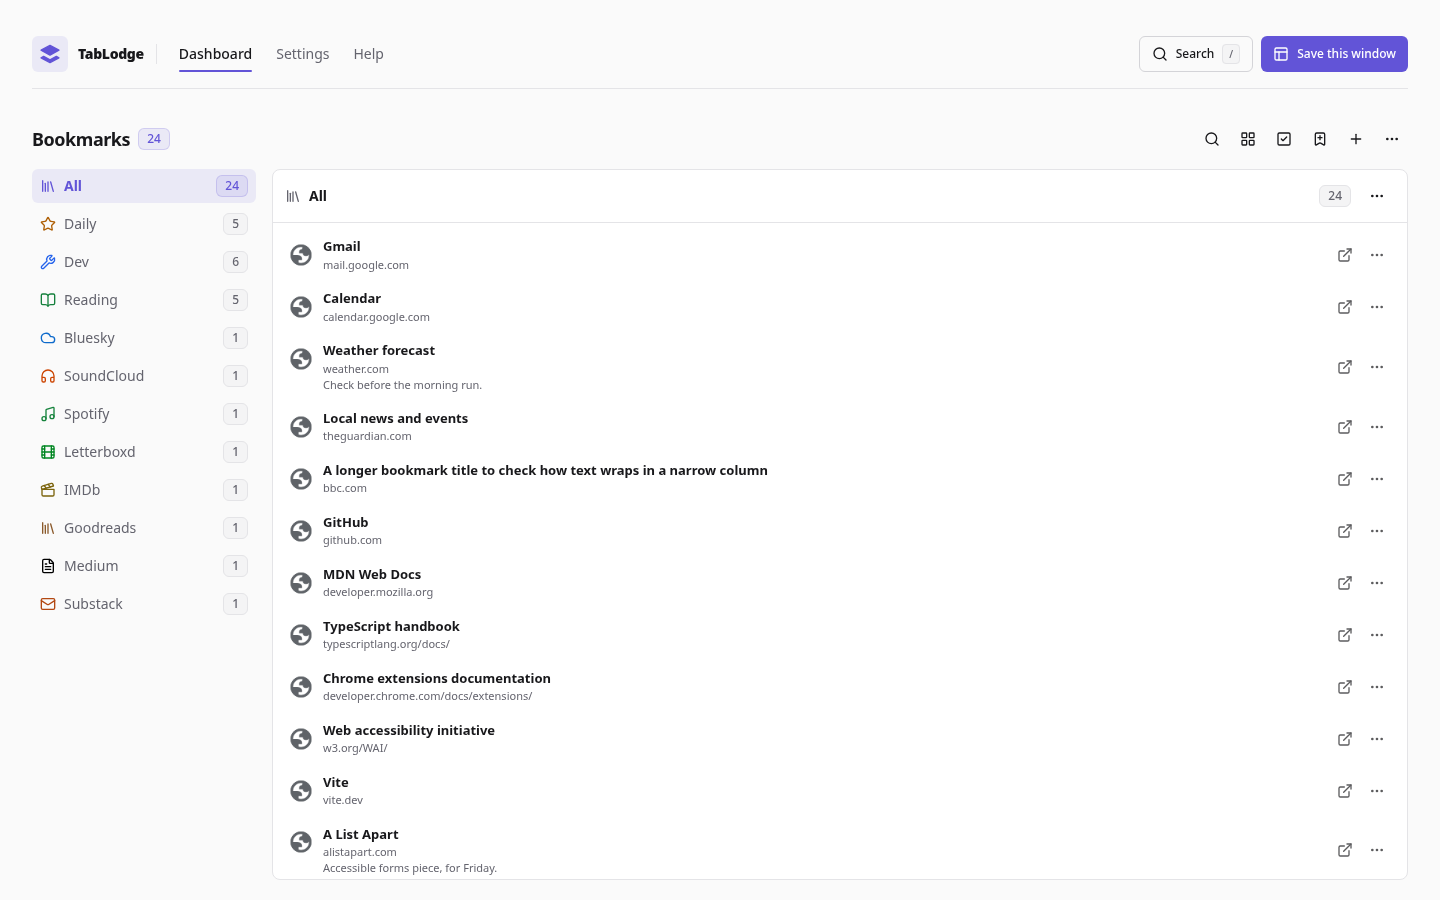 TabLodge
Dashboard
Settings
Help
Search /
Save this window
Bookmarks 24
All 24
Daily 5
Dev 6
Reading 5
Bluesky 1
SoundCloud 1
Spotify 1
Letterboxd 1
IMDb 1
Goodreads 1
Medium 1
Substack 1
All 24
Gmail
mail.google.com
Calendar
calendar.google.com
Weather forecast
weather.com
Check before the morning run.
Local news and events
theguardian.com
A longer bookmark title to check how text wraps in a narrow column
bbc.com
GitHub
github.com
MDN Web Docs
developer.mozilla.org
TypeScript handbook
typescriptlang.org/docs/
Chrome extensions documentation
developer.chrome.com/docs/extensions/
Web accessibility initiative
w3.org/WAI/
Vite
vite.dev
A List Apart
alistapart.com
Accessible forms piece, for Friday.